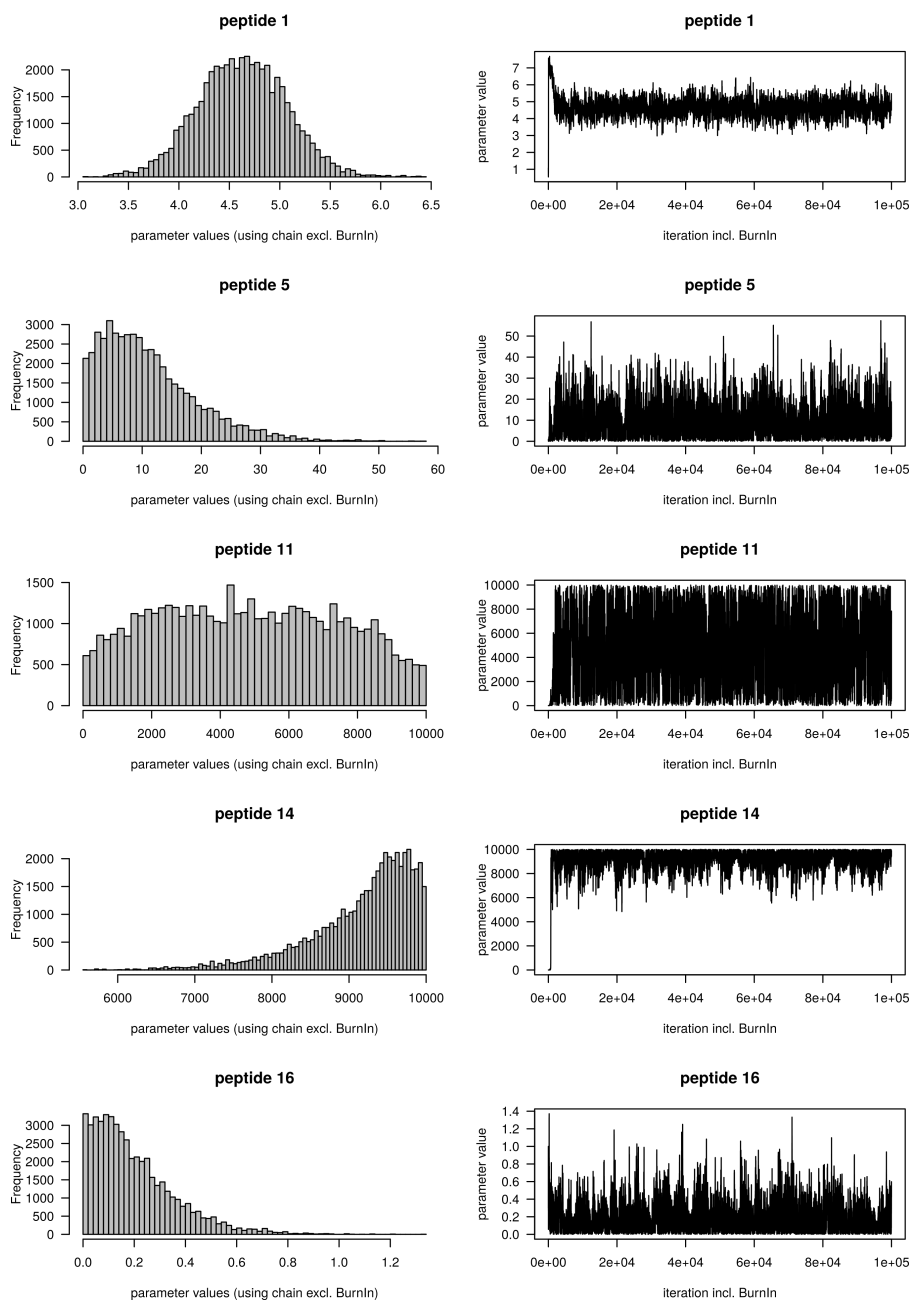 peptide 1
peptide 1
Frequency
2000
1500
1000
500
0
3.0 3.5 4.0 4.5 5.0 5.5 6.0 6.5
parameter values (using chain excl. BurnIn)
parameter value
7
6
5
4
3
2
1
0e+00 2e+04 4e+04 6e+04 8e+04 1e+05
iteration incl. BurnIn
peptide 5
peptide 5
Frequency
3000
2500
2000
1500
1000
500
0
0 10 20 30 40 50 60
parameter values (using chain excl. BurnIn)
parameter value
50
40
30
20
10
0
0e+00 2e+04 4e+04 6e+04 8e+04 1e+05
iteration incl. BurnIn
peptide 11
peptide 11
Frequency
1500
1000
500
0
0 2000 4000 6000 8000 10000
parameter values (using chain excl. BurnIn)
parameter value
10000
8000
6000
4000
2000
0
0e+00 2e+04 4e+04 6e+04 8e+04 1e+05
iteration incl. BurnIn
peptide 14
peptide 14
Frequency
2000
1500
1000
500
0
6000 7000 8000 9000 10000
parameter values (using chain excl. BurnIn)
parameter value
10000
8000
6000
4000
2000
0
0e+00 2e+04 4e+04 6e+04 8e+04 1e+05
iteration incl. BurnIn
peptide 16
peptide 16
Frequency
3000
2500
2000
1500
1000
500
0
0.0 0.2 0.4 0.6 0.8 1.0 1.2
parameter values (using chain excl. BurnIn)
parameter value
1.4
1.2
1.0
0.8
0.6
0.4
0.2
0.0
0e+00 2e+04 4e+04 6e+04 8e+04 1e+05
iteration incl. BurnIn